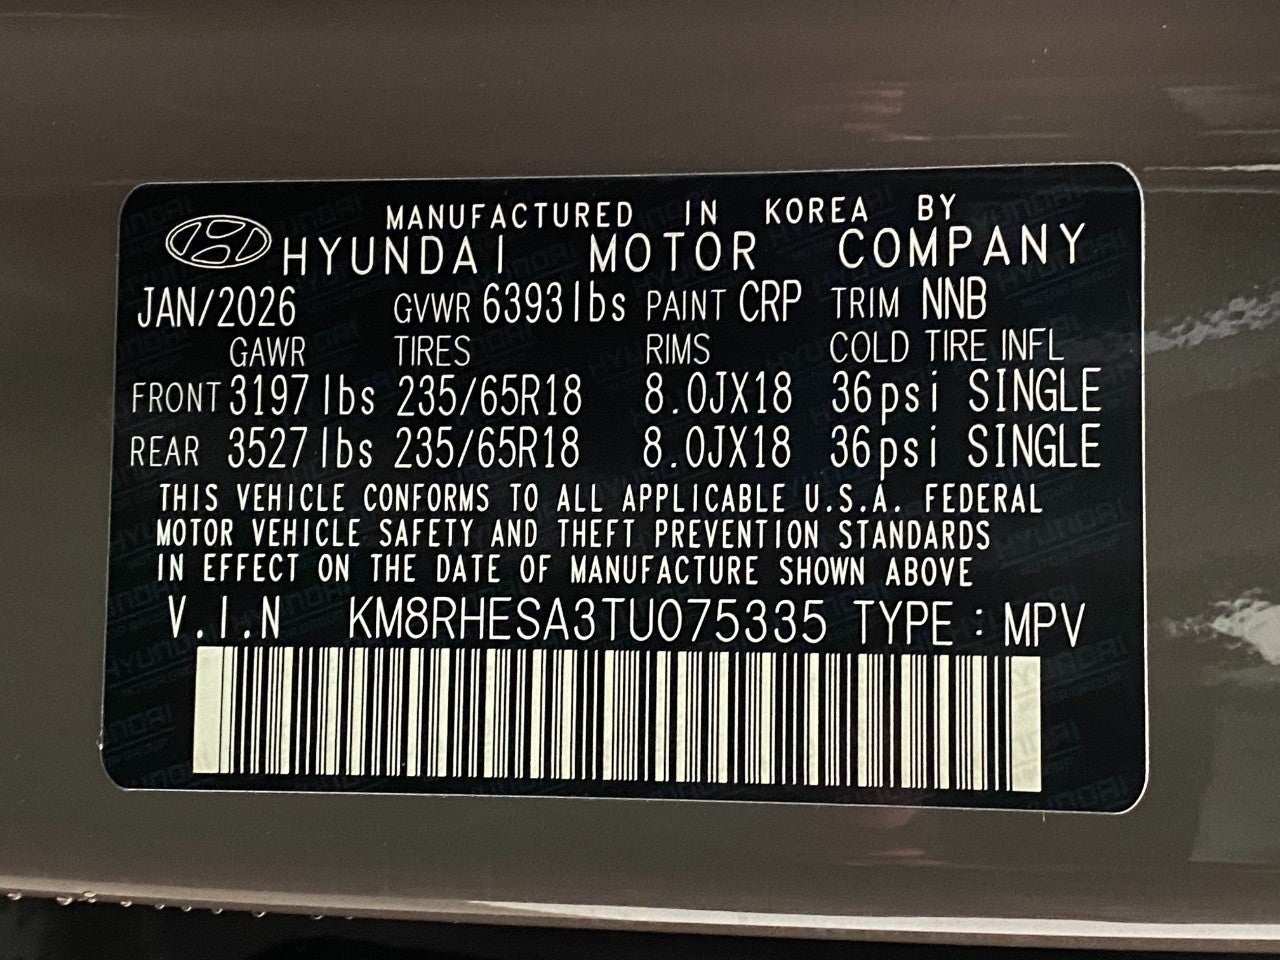 MANUFACTURED IN KOREA BY
HYUNDAI MOTOR COMPANY
JAN/2026 GVWR 6393lbs PAINT CRP TRIM NNB
GAWR TIRES RIMS COLD TIRE INFL
FRONT 3197lbs 235/65R18 8.0JX18 36psi SINGLE
REAR 3527lbs 235/65R18 8.0JX18 36psi SINGLE
THIS VEHICLE CONFORMS TO ALL APPLICABLE U.S.A. FEDERAL
MOTOR VEHICLE SAFETY AND THEFT PREVENTION STANDARDS
IN EFFECT ON THE DATE OF MANUFACTURE SHOWN ABOVE
V.I.N KM8RHESA3TU075335 TYPE : MPV